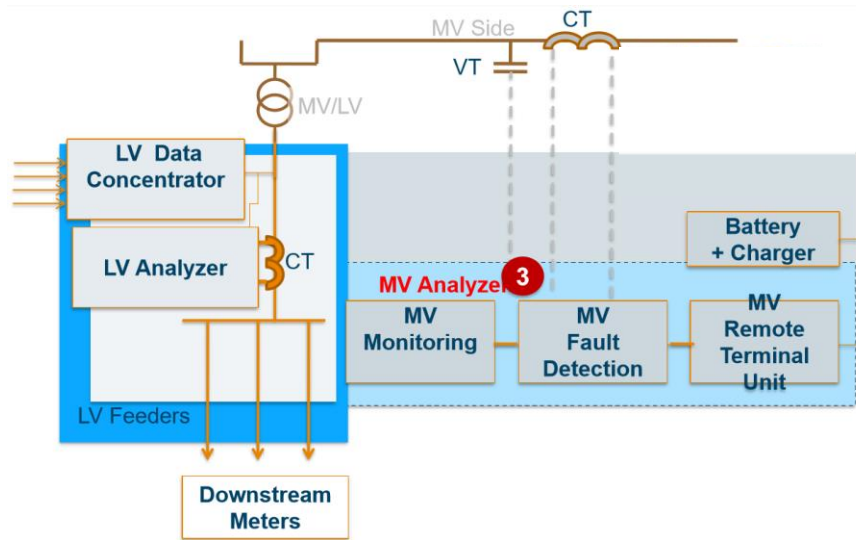 MV Side
CT
VT
MV/LV
LV Data
Concentrator
LV Analyzer
CT
Battery
+ Charger
MV Analyzer
3
MV
Monitoring
MV
Fault
Detection
MV
Remote
Terminal
Unit
LV Feeders
Downstream
Meters